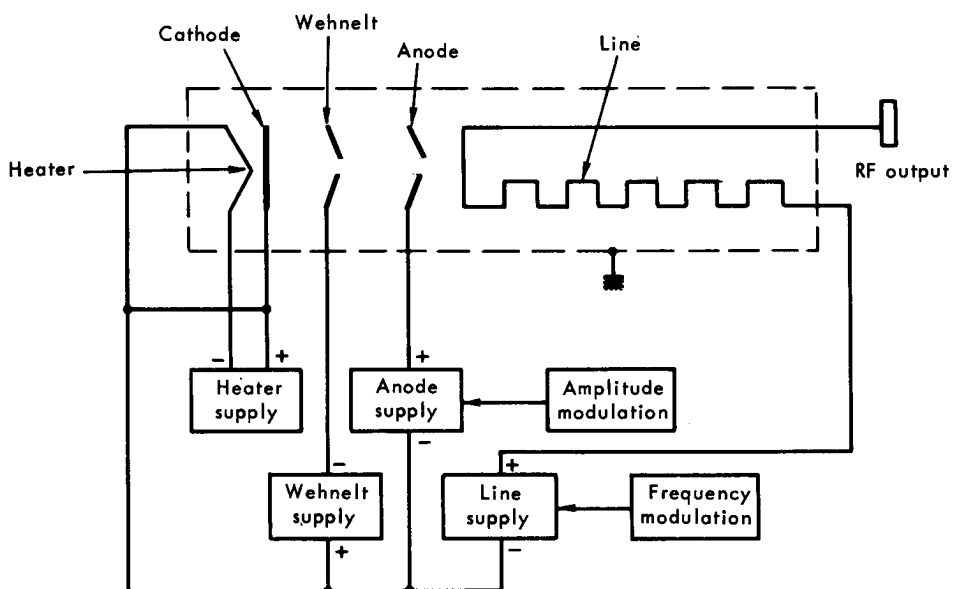 Wehnelt
Cathode
Line
Anode
Heater
RF output
− +
Heater
supply
+
Anode
supply
−
Amplitude
modulation
−
Wehnelt
supply
+
+
Line
supply
−
Frequency
modulation